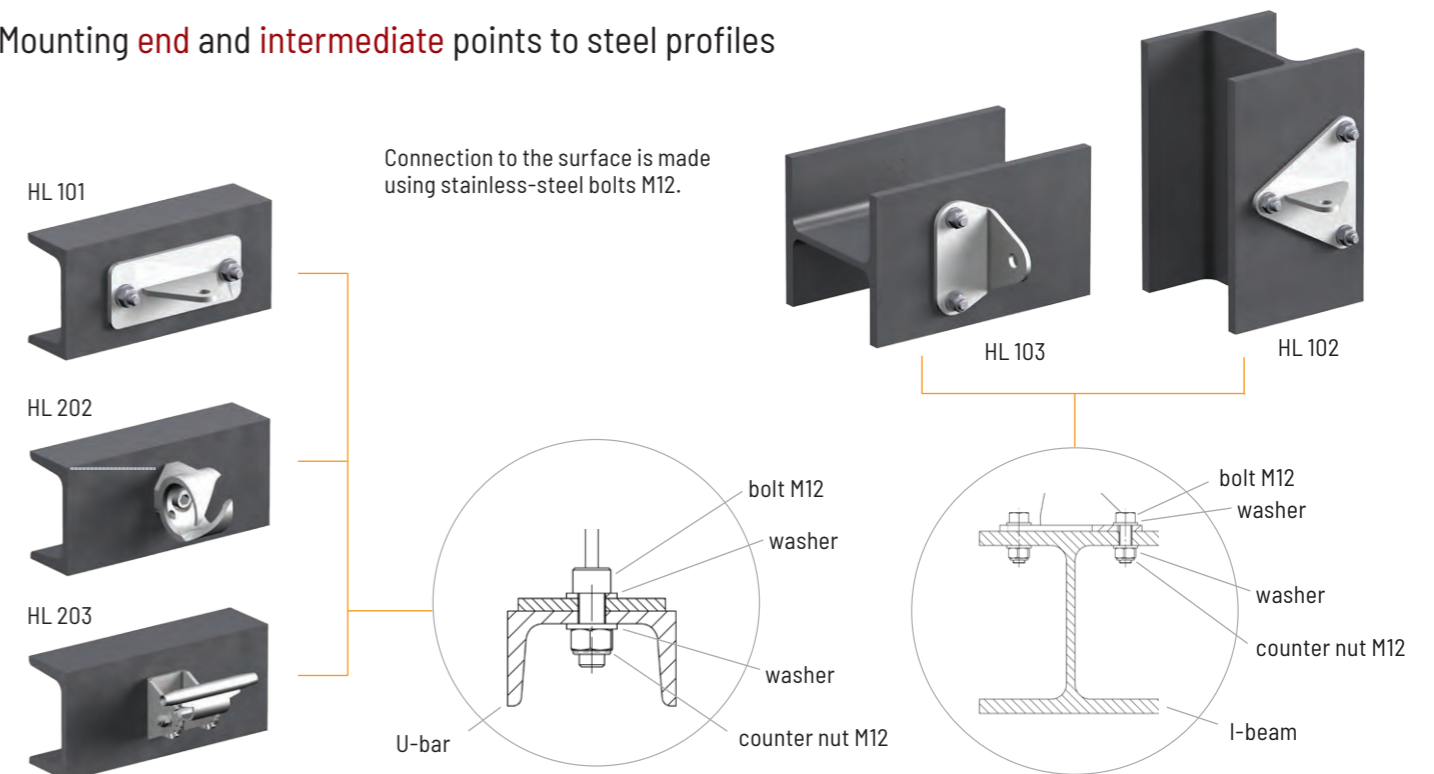 Mounting end and intermediate points to steel profiles
Connection to the surface is made
using stainless-steel bolts M12.
HL 101
HL 103
HL 102
HL 202
bolt M12
washer
washer
counter nut M12
U-bar
HL 203
bolt M12
washer
washer
counter nut M12
I-beam